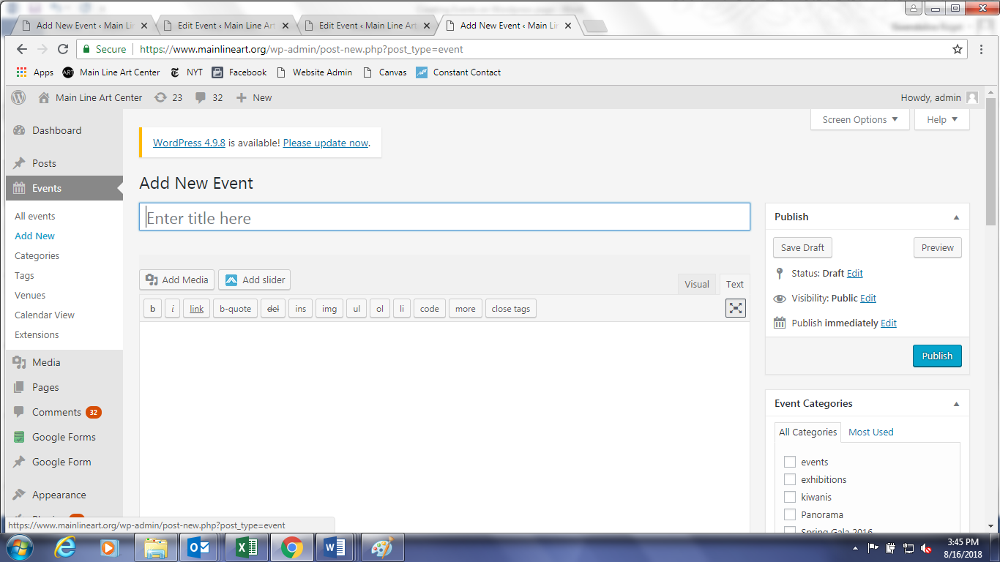 Add New Event ‹ Main Lin
Edit Event ‹ Main Line Art
Edit Event ‹ Main Line Art
Add New Event ‹ Main Lin
Secure
https://www.mainlineart.org/wp-admin/post-new.php?post_type=event
Apps
ART
Main Line Art Center
NYT
Facebook
Website Admin
Canvas
Constant Contact
Main Line Art Center
23
32
New
Howdy, admin
Screen Options
Help
Dashboard
Posts
Events
All events
Add New
Categories
Tags
Venues
Calendar View
Extensions
Media
Pages
Comments 32
Google Forms
Google Form
Appearance
WordPress 4.9.8 is available! Please update now.
Add New Event
Enter title here
Add Media
Add slider
Visual
Text
b
i
link
b-quote
del
ins
img
ul
ol
li
code
more
close tags
Publish
Save Draft
Preview
Status: Draft Edit
Visibility: Public Edit
Publish immediately Edit
Publish
Event Categories
All Categories
Most Used
events
exhibitions
kiwanis
Panorama
Spring Gala 2016
https://www.mainlineart.org/wp-admin/post-new.php?post_type=event
3:45 PM
8/16/2018